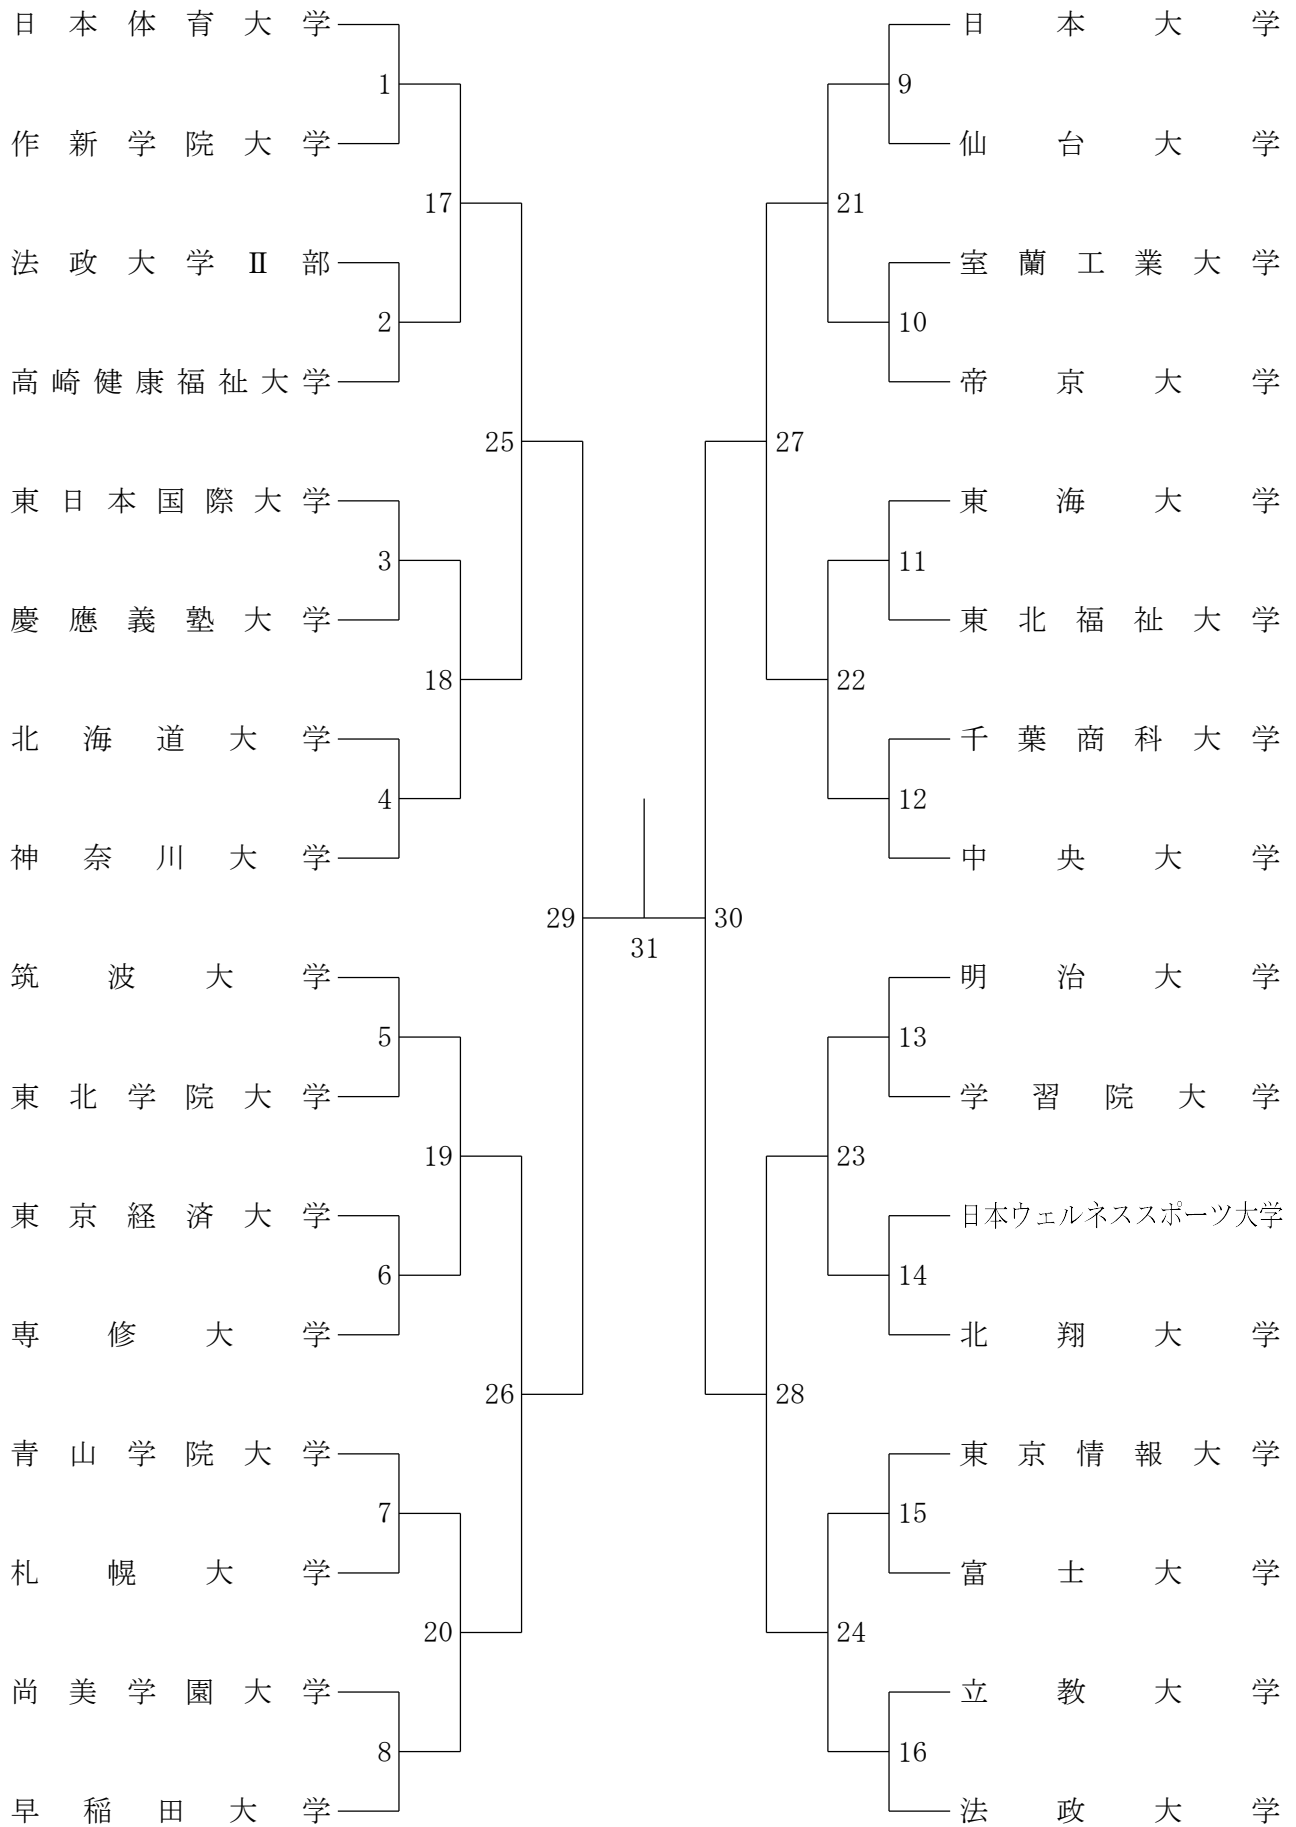 日本体育大学
1
作新学院大学
17
法政大学Ⅱ部
2
高崎健康福祉大学
25
東日本国際大学
3
慶應義塾大学
18
北海道大学
4
神奈川大学
29
筑波大学
5
東北学院大学
19
東京経済大学
6
専修大学
26
青山学院大学
7
札幌大学
20
尚美学園大学
8
早稲田大学
31
日本大学
9
仙台大学
21
室蘭工業大学
10
帝京大学
27
東海大学
11
東北福祉大学
22
千葉商科大学
12
中央大学
30
明治大学
13
学習院大学
23
日本ウェルネススポーツ大学
14
北翔大学
28
東京情報大学
15
富士大学
24
立教大学
16
法政大学